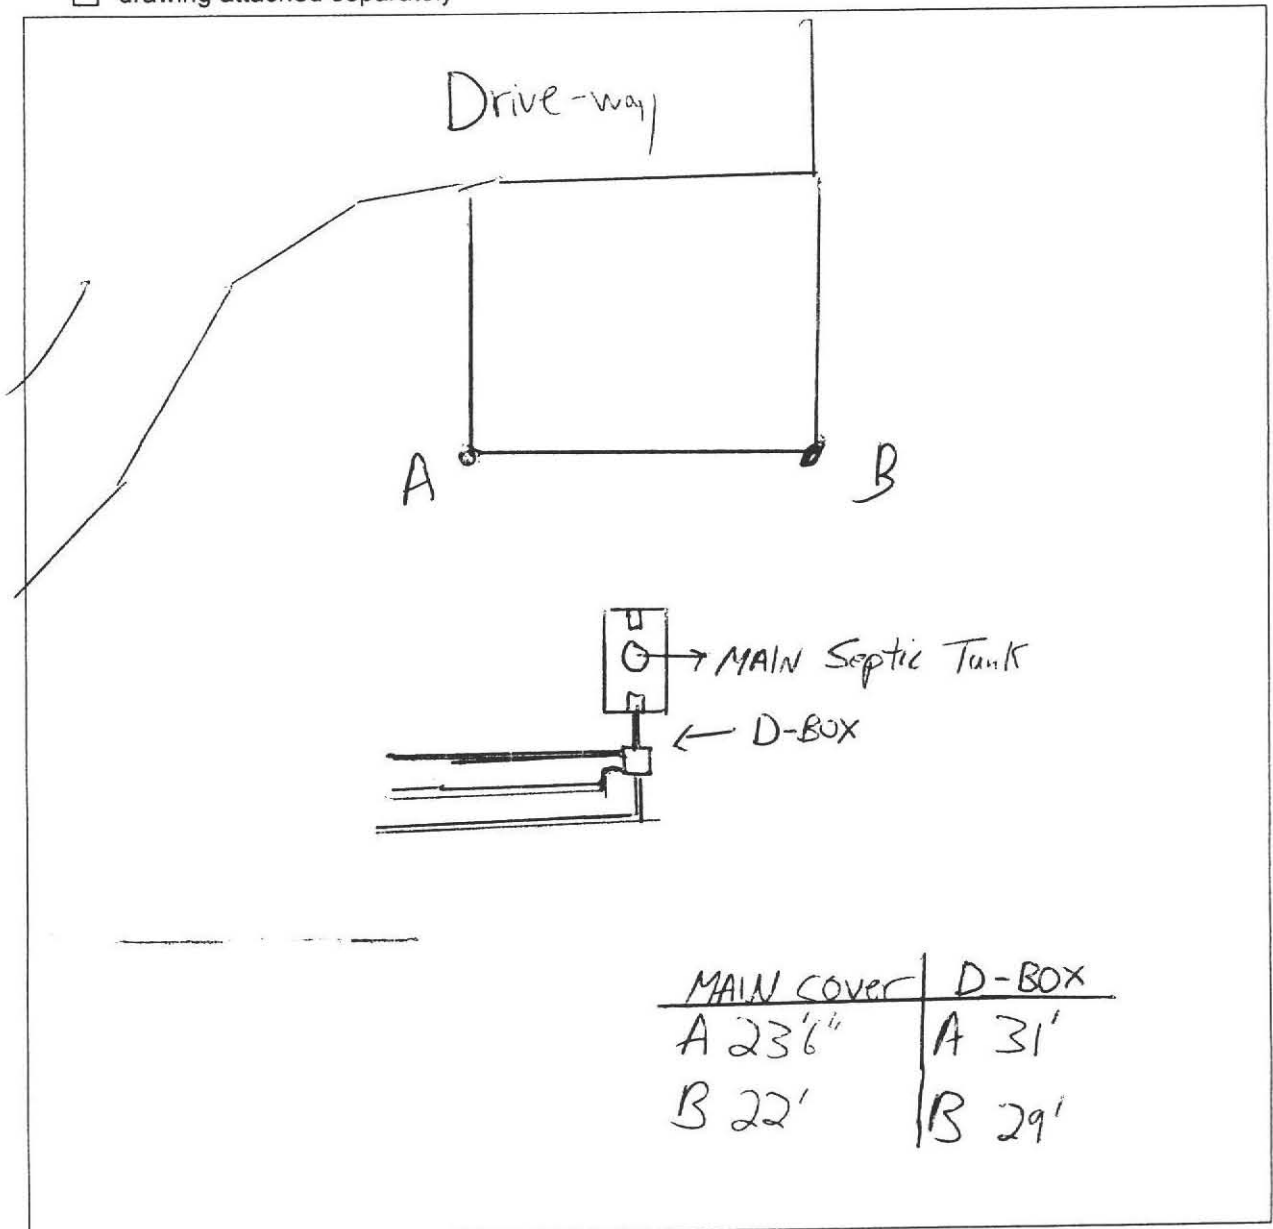 drawing attached separately
Drive-way
A
B
MAIN Septic Tank
D-BOX
MAIN cover D-BOX
A 23'6" A 31'
B 22' B 29'